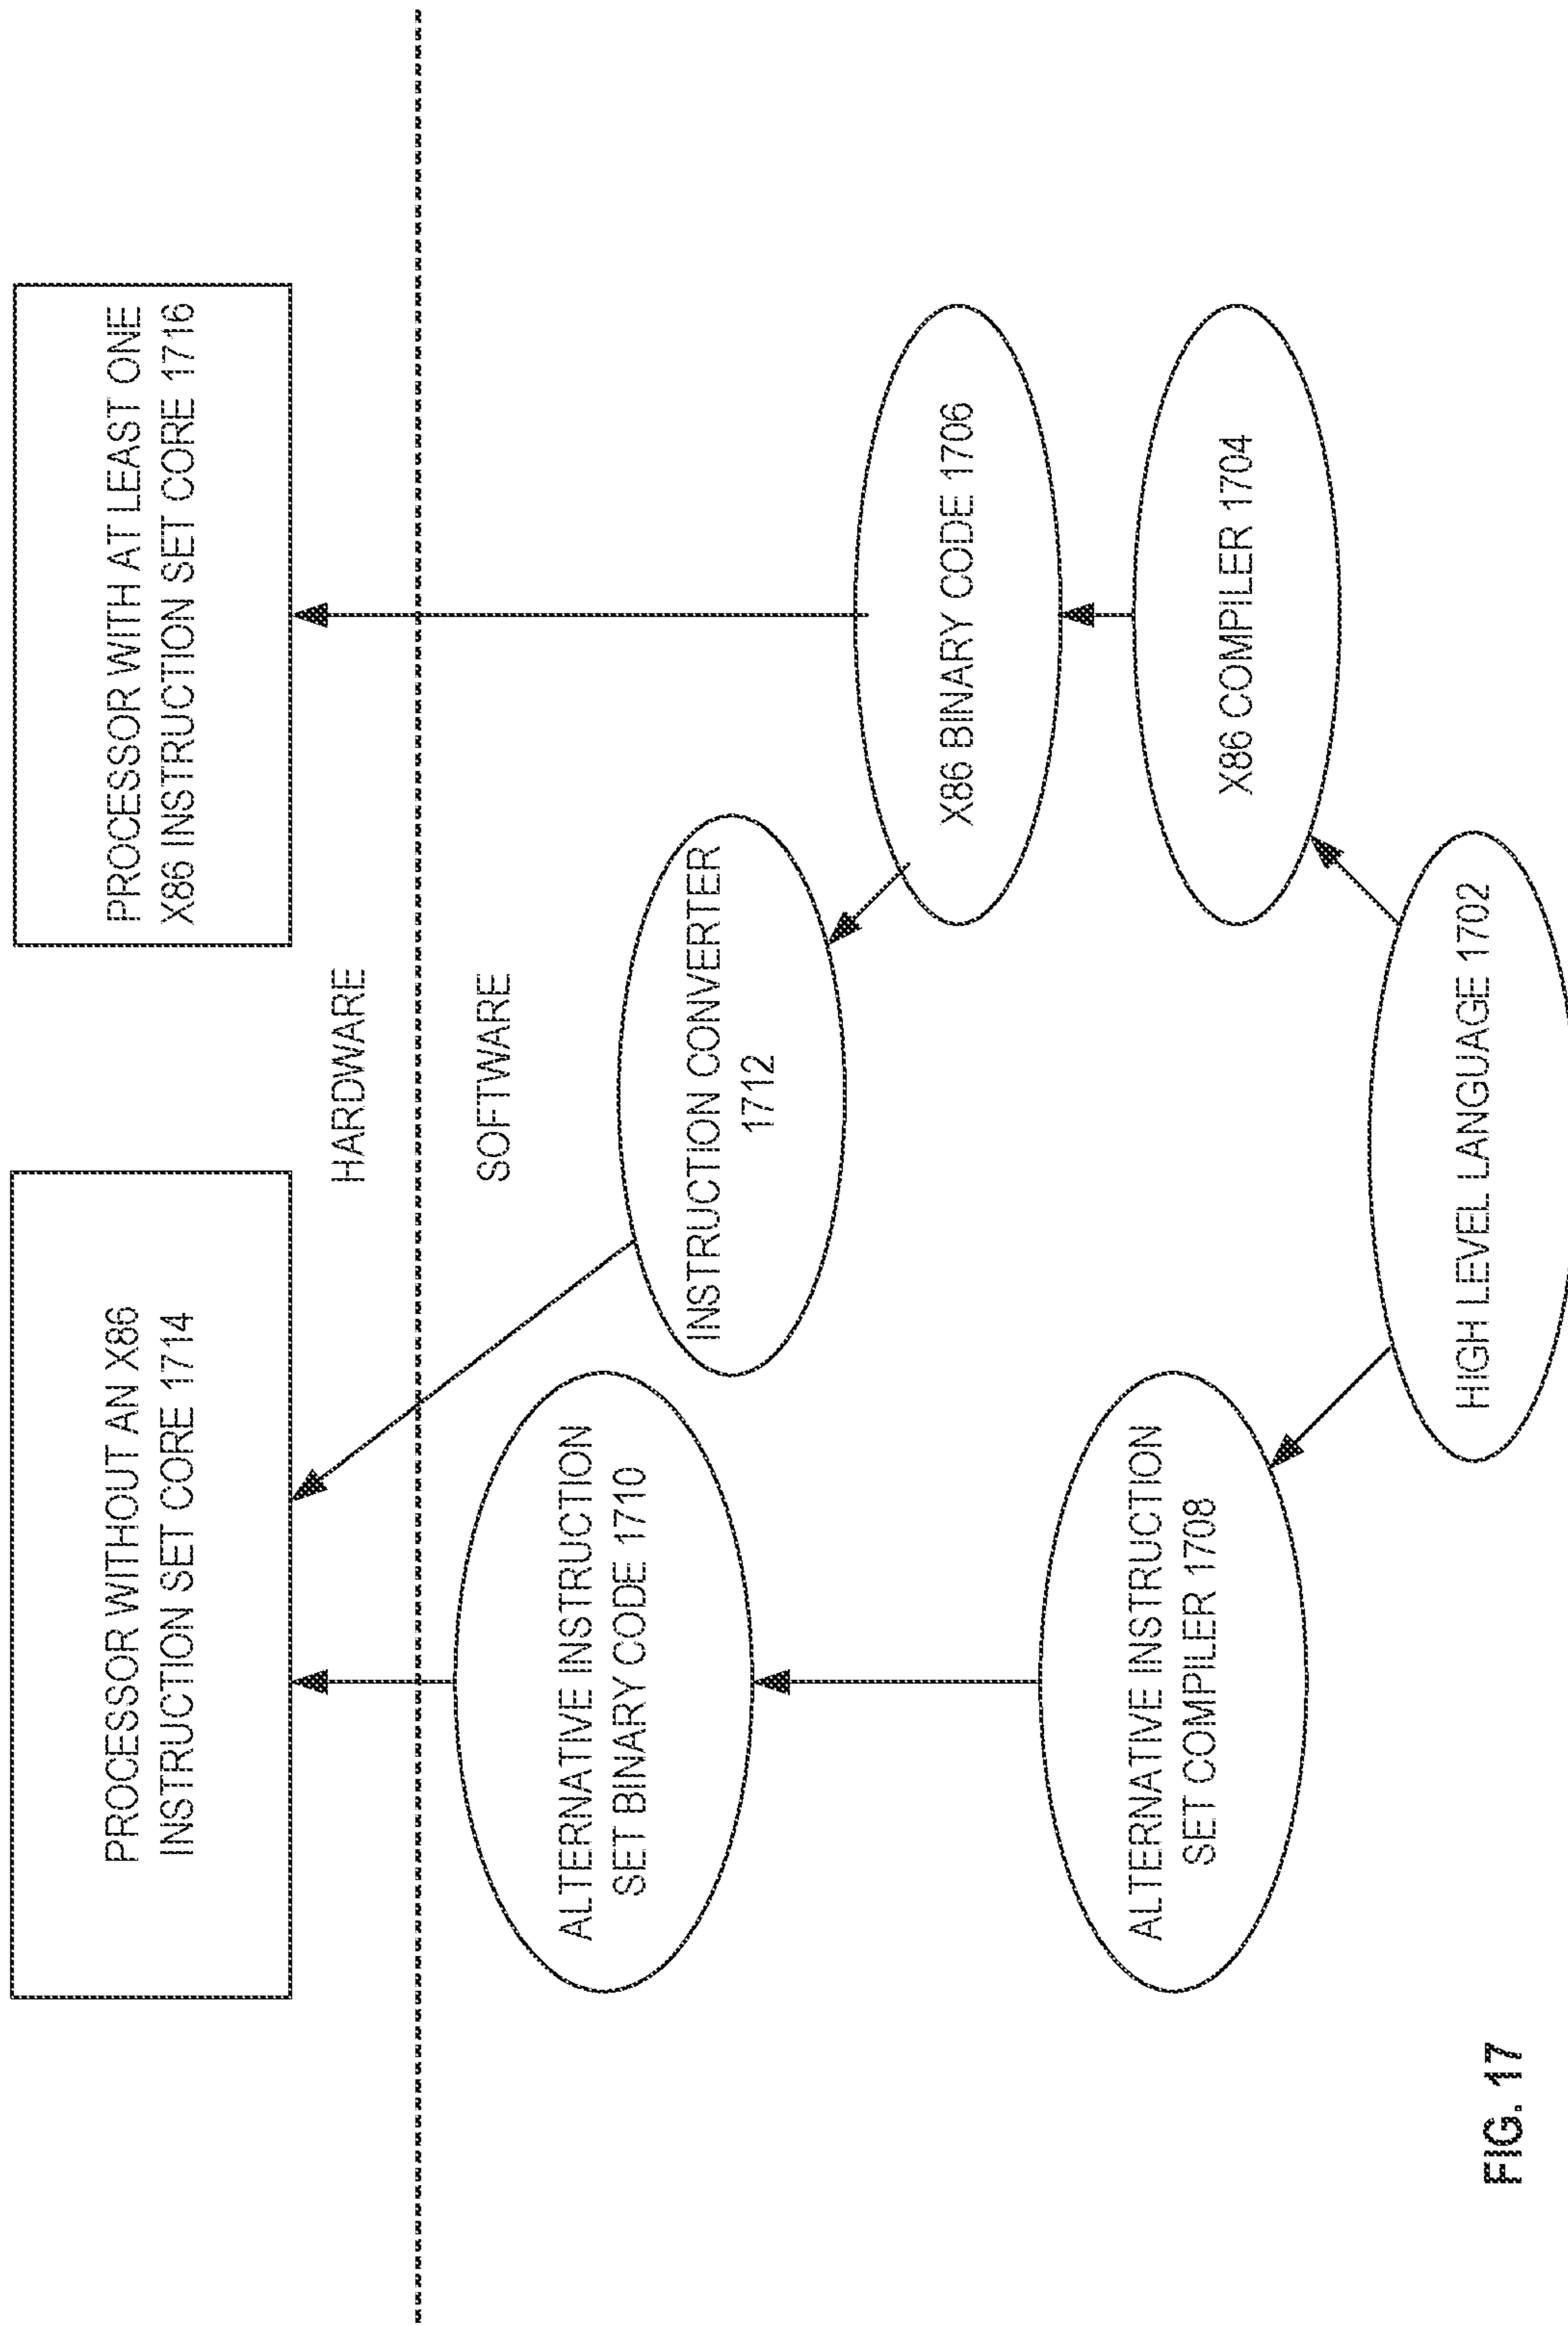 PROCESSOR WITHOUT AN X86
INSTRUCTION SET CORE 1714
PROCESSOR WITH AT LEAST ONE
X86 INSTRUCTION SET CORE 1716
HARDWARE
SOFTWARE
ALTERNATIVE INSTRUCTION
SET BINARY CODE 1710
INSTRUCTION CONVERTER
1712
X86 BINARY CODE 1706
ALTERNATIVE INSTRUCTION
SET COMPILER 1708
X86 COMPILER 1704
HIGH LEVEL LANGUAGE 1702
FIG. 17